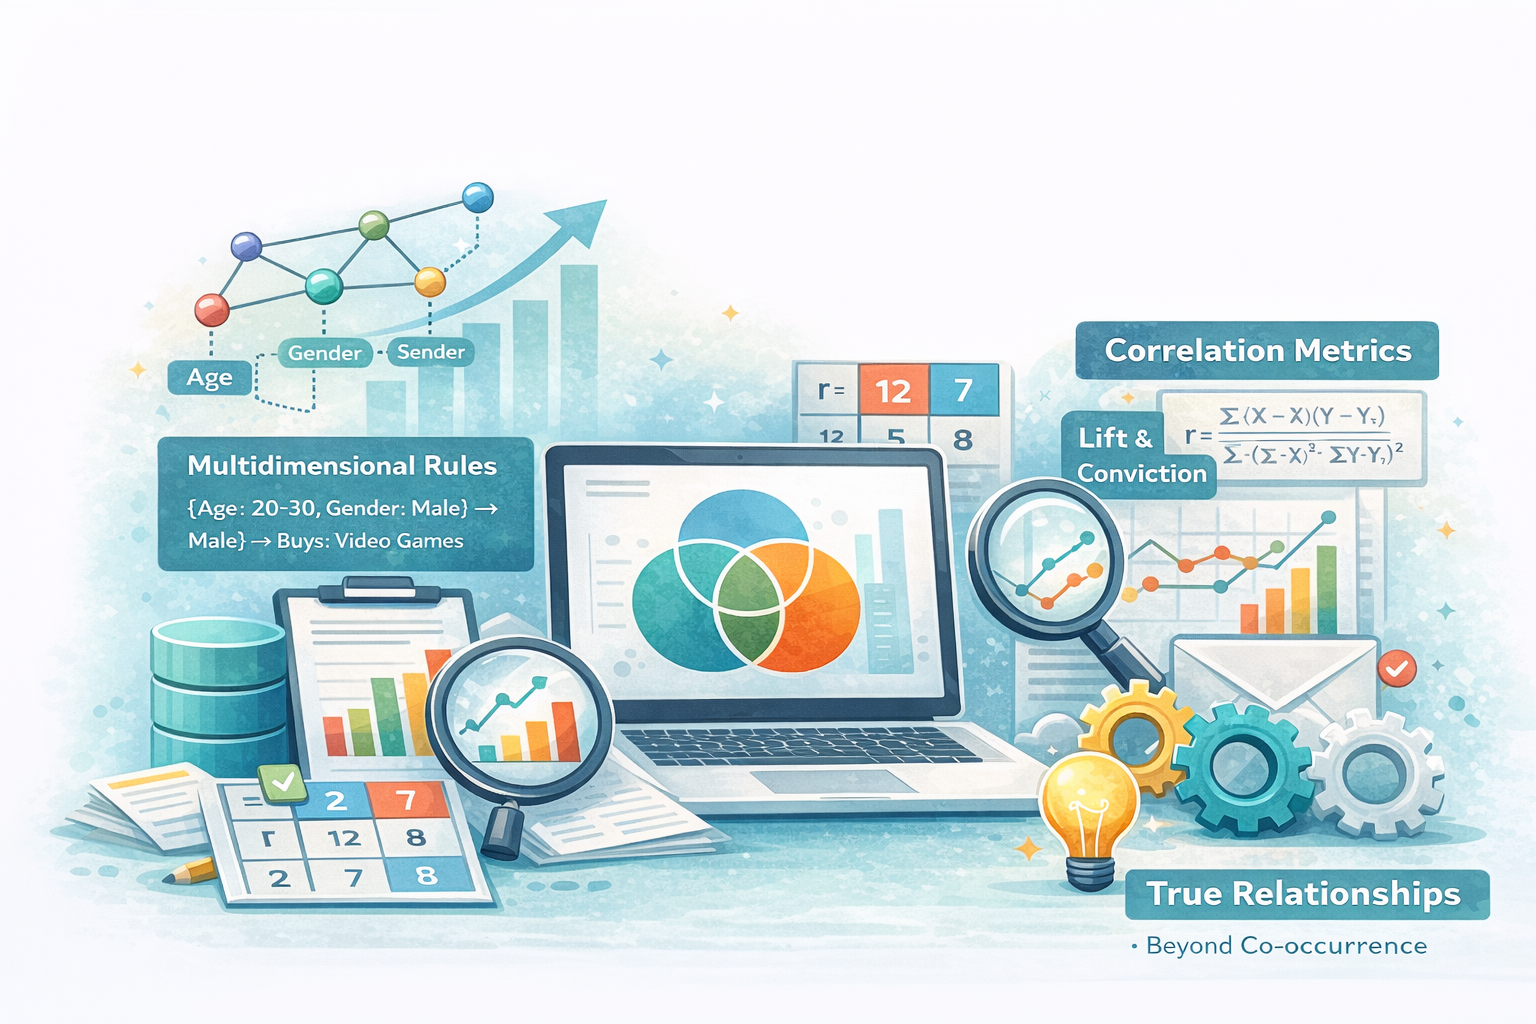 Age
Gender
Sender
Multidimensional Rules
{Age: 20-30, Gender: Male} →
Male} → Buys: Video Games
r= 12 7
12 5 8
Correlation Metrics
Lift &
Conviction
r= Σ(X – X)(Y – Y
= 2 7
r 12 8
2 7 8
True Relationships
• Beyond Co-occurrence